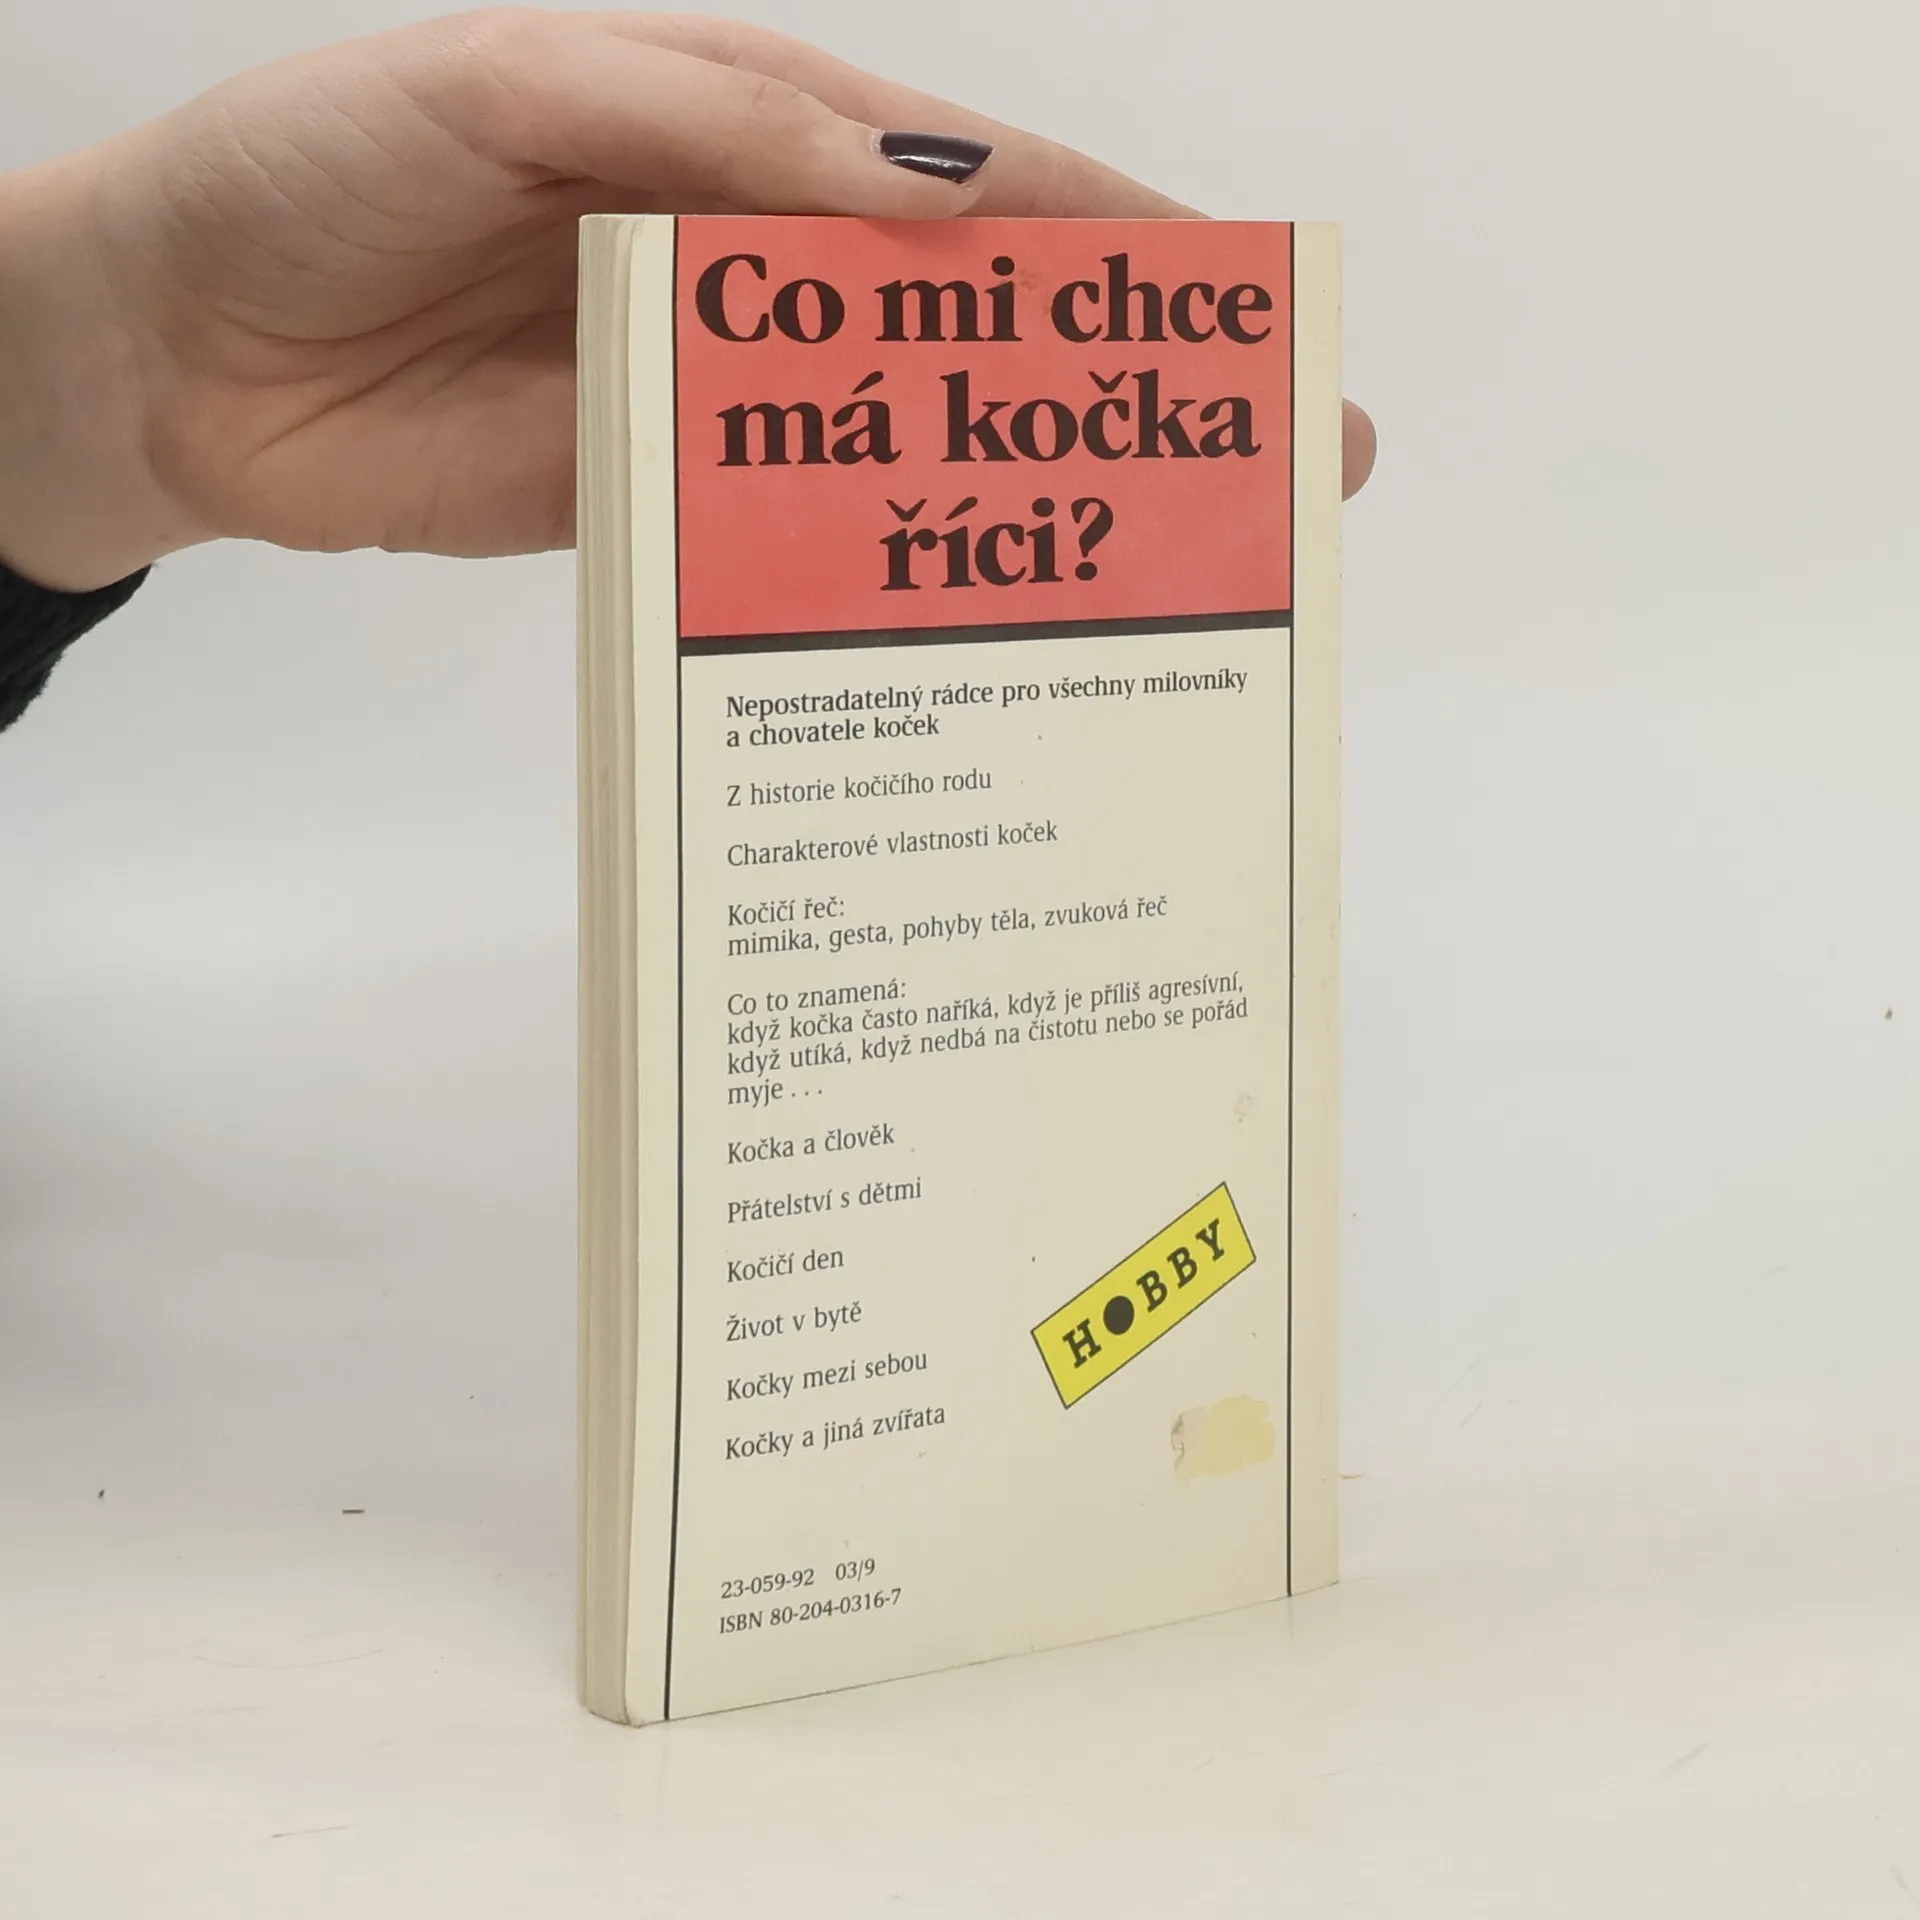 Co mi chce
má kočka
říci?
Nepostradatelný rádce pro všechny milovníky
a chovatele koček
Z historie kočičího rodu
Charakterové vlastnosti koček
Kočičí řeč:
mimika, gesta, pohyby těla, zvuková řeč
Co to znamená:
když kočka často naříká, když je příliš agresívní,
když utíká, když nedbá na čistotu nebo se pořád
myje . . .
Kočka a člověk
Přátelství s dětmi
Kočičí den
Život v bytě
Kočky mezi sebou
Kočky a jiná zvířata
HOBBY
23-059-92 03/9
ISBN 80-204-0316-7